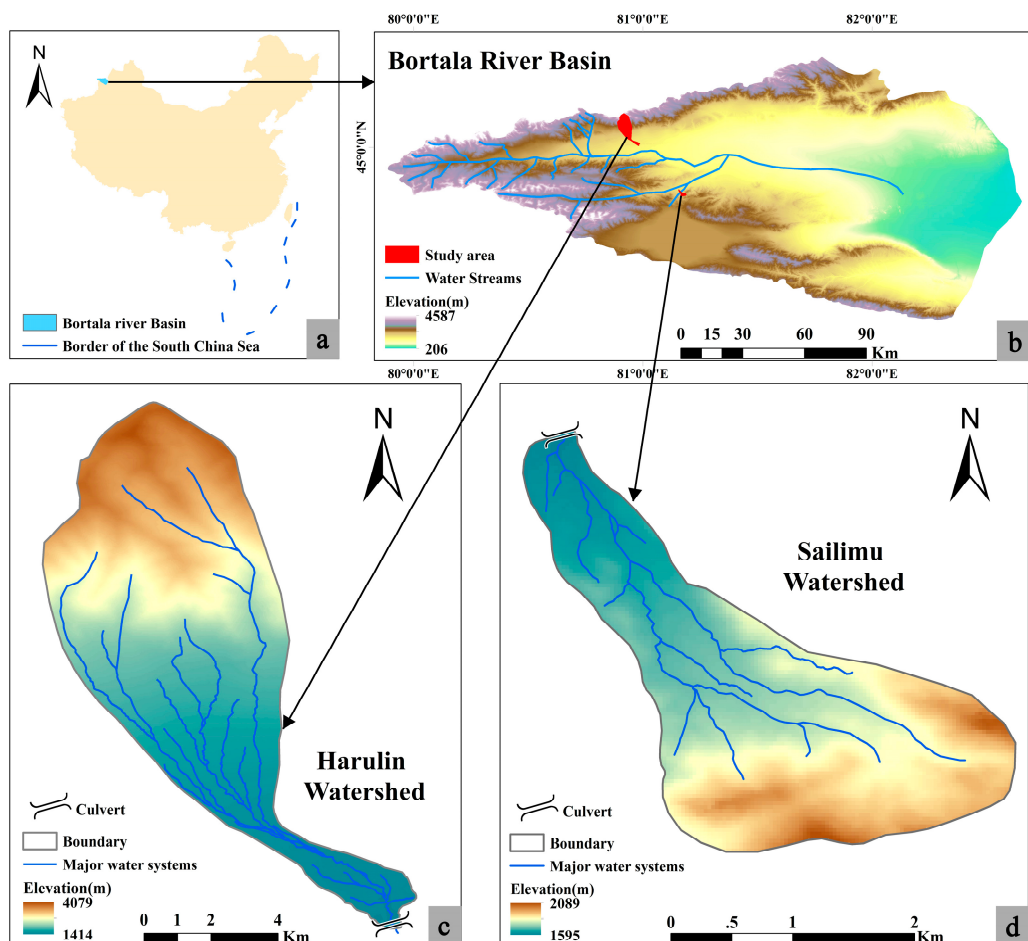 N
Bortala river Basin
Border of the South China Sea
a
80°0'0"E
81°0'0"E
82°0'0"E
45°0'0"N
Bortala River Basin
Study area
Water Streams
Elevation(m)
4587
206
0 15 30 60 90
Km
b
80°0'0"E
81°0'0"E
82°0'0"E
N
Harulin
Watershed
Culvert
Boundary
Major water systems
Elevation(m)
4079
1414
0 1 2 4
Km
c
N
Sailimu
Watershed
Culvert
Boundary
Major water systems
Elevation(m)
2089
1595
0 .5 1 2
Km
d